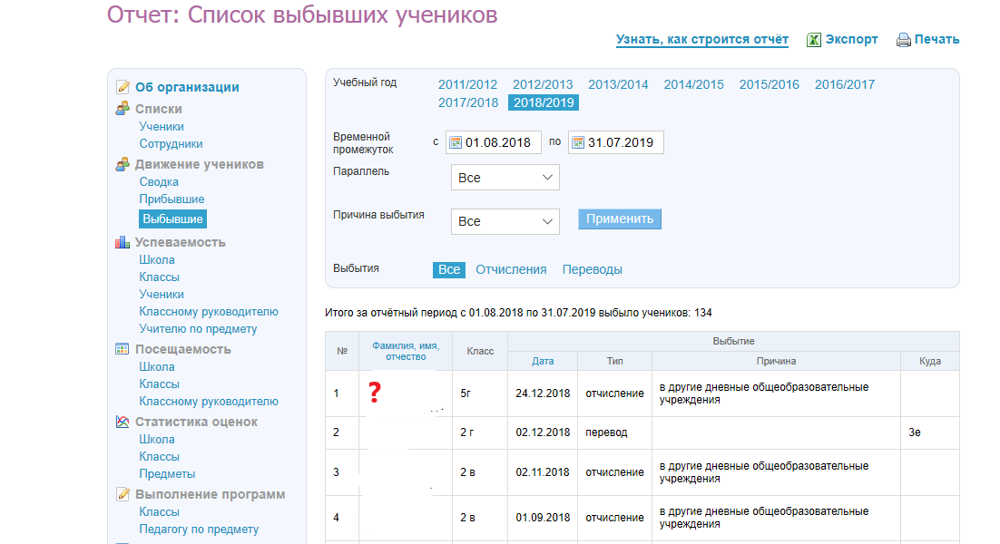 Отчет: Список выбывших учеников
Узнать, как строится отчёт Экспорт Печать
Об организации
Списки
Ученики
Сотрудники
Движение учеников
Сводка
Прибывшие
Выбывшие
Успеваемость
Школа
Классы
Ученики
Классному руководителю
Учителю по предмету
Посещаемость
Школа
Классы
Классному руководителю
Статистика оценок
Школа
Классы
Предметы
Выполнение программ
Классы
Педагогу по предмету
Учебный год 2011/2012 2012/2013 2013/2014 2014/2015 2015/2016 2016/2017
2017/2018 2018/2019
Временной
промежуток
с 01.08.2018 по 31.07.2019
Параллель Все
Причина выбытия Все Применить
Выбытия Все Отчисления Переводы
Итого за отчётный период с 01.08.2018 по 31.07.2019 выбыло учеников: 134
№
Фамилия, имя,
отчество
Класс
Выбытие
Дата Тип Причина Куда
1 ? 5г 24.12.2018 отчисление в другие дневные общеобразовательные
учреждения
2 2 г 02.12.2018 перевод 3е
3 2 в 02.11.2018 отчисление в другие дневные общеобразовательные
учреждения
4 2 в 01.09.2018 отчисление в другие дневные общеобразовательные
учреждения